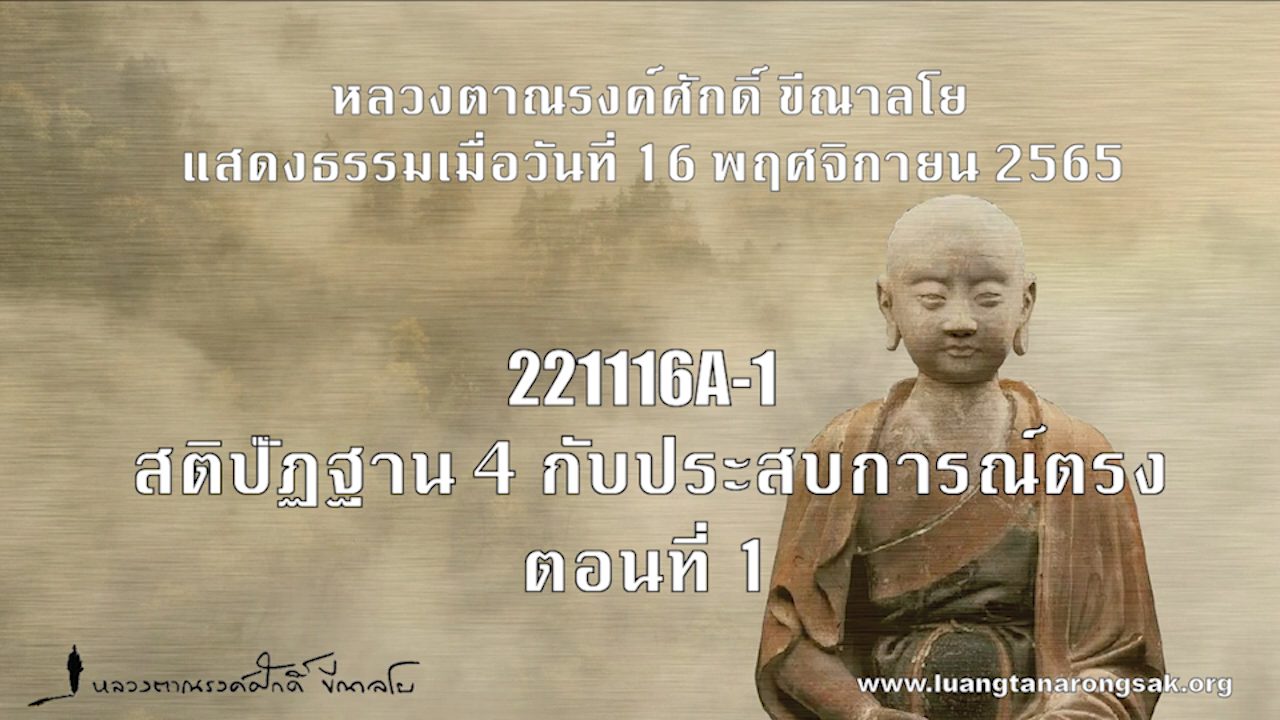 หลวงตาณรงค์ศักดิ์ ขีณาลโย
แสดงธรรมเมื่อวันที่ 16 พฤศจิกายน 2565
221116A-1
สติปัฏฐาน 4 กับประสบการณ์ตรง
ตอนที่ 1
หลวงตาณรงค์ศักดิ์ ขีณาลโย
www.luangtanarongsak.org